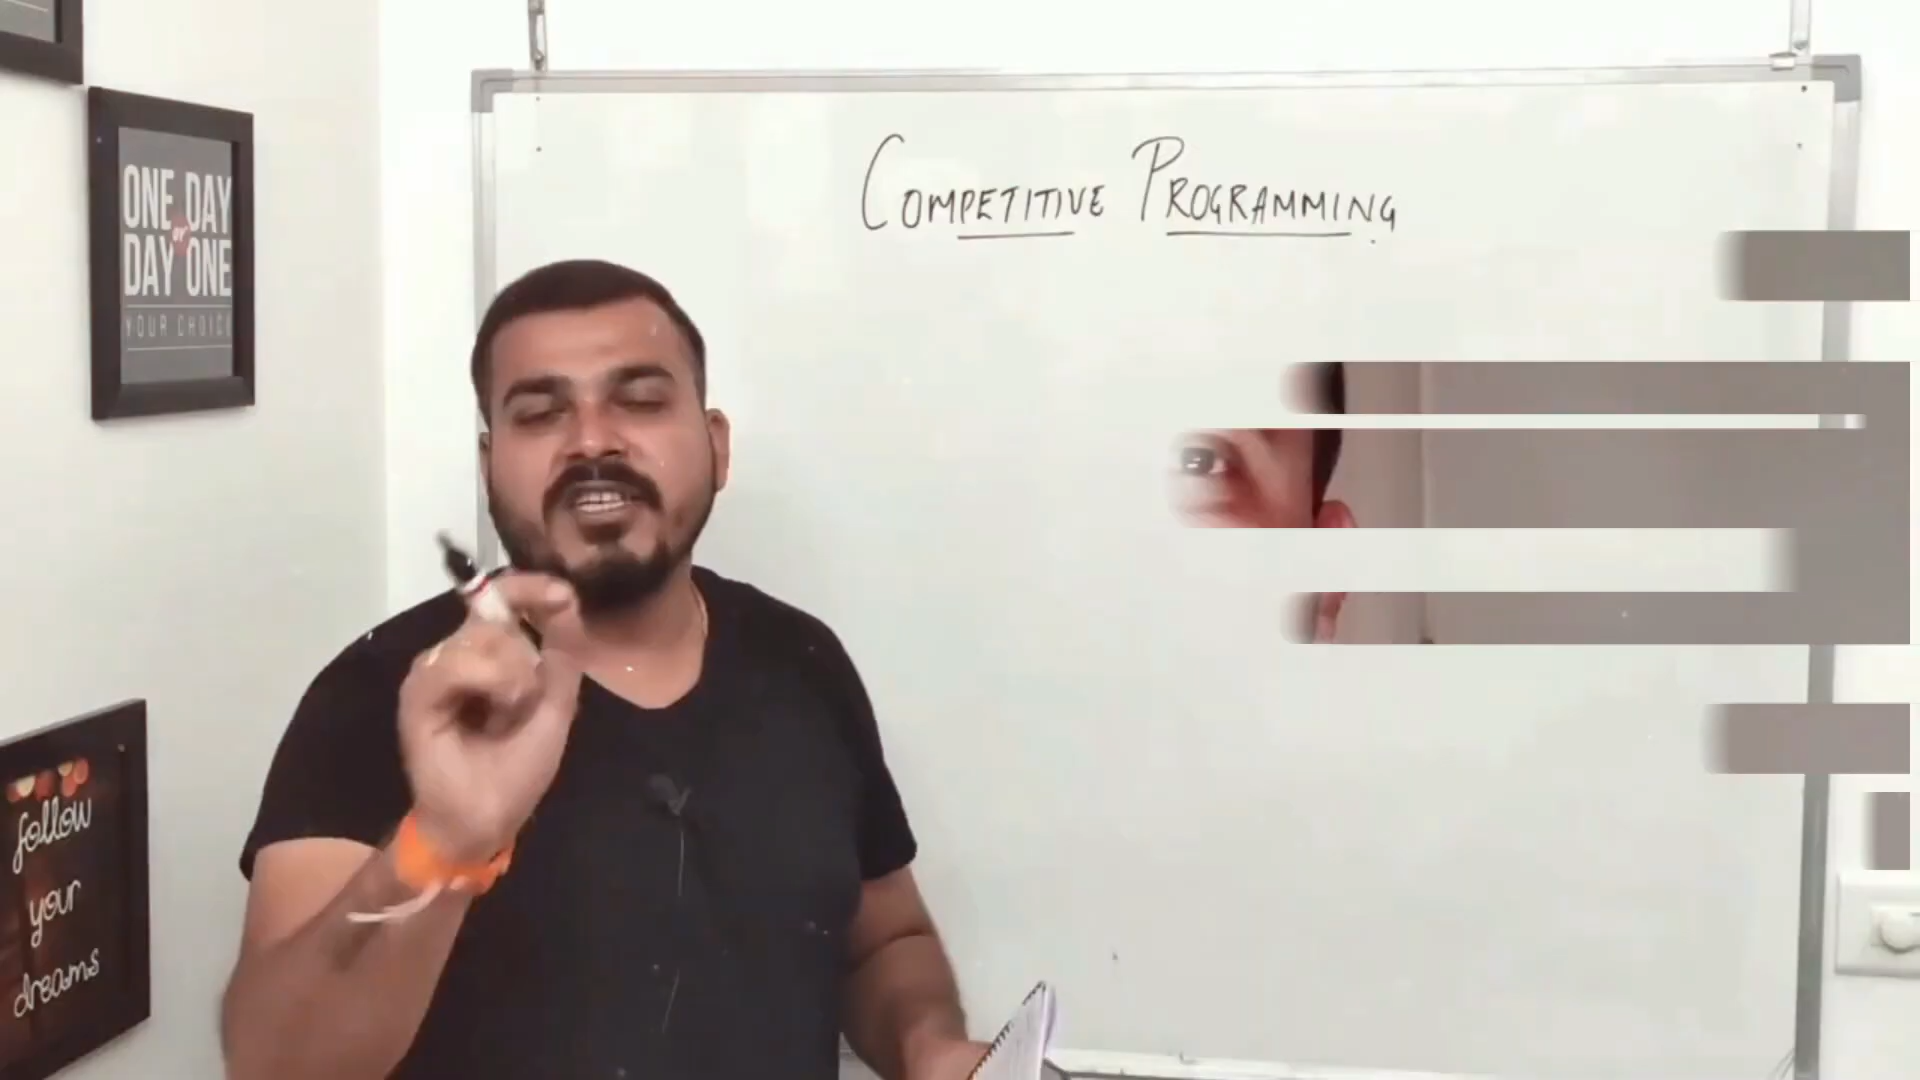 ONE DAY
or
DAY ONE
YOUR CHOICE
COMPETITIVE PROGRAMMING
follow
your
dreams